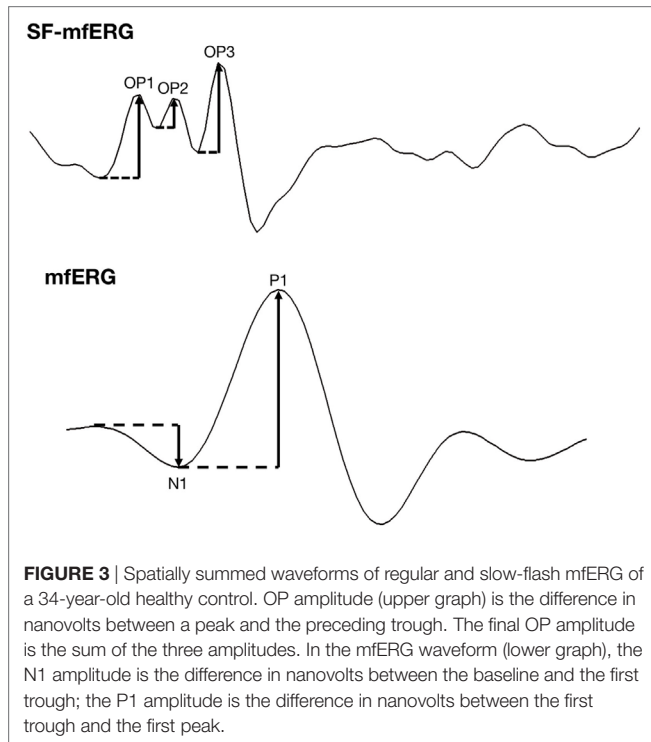 SF-mfERG
OP3
OP1 OP2
mfERG
P1
N1
FIGURE 3 | Spatially summed waveforms of regular and slow-flash mfERG of
a 34-year-old healthy control. OP amplitude (upper graph) is the difference in
nanovolts between a peak and the preceding trough. The final OP amplitude
is the sum of the three amplitudes. In the mfERG waveform (lower graph), the
N1 amplitude is the difference in nanovolts between the baseline and the first
trough; the P1 amplitude is the difference in nanovolts between the first
trough and the first peak.